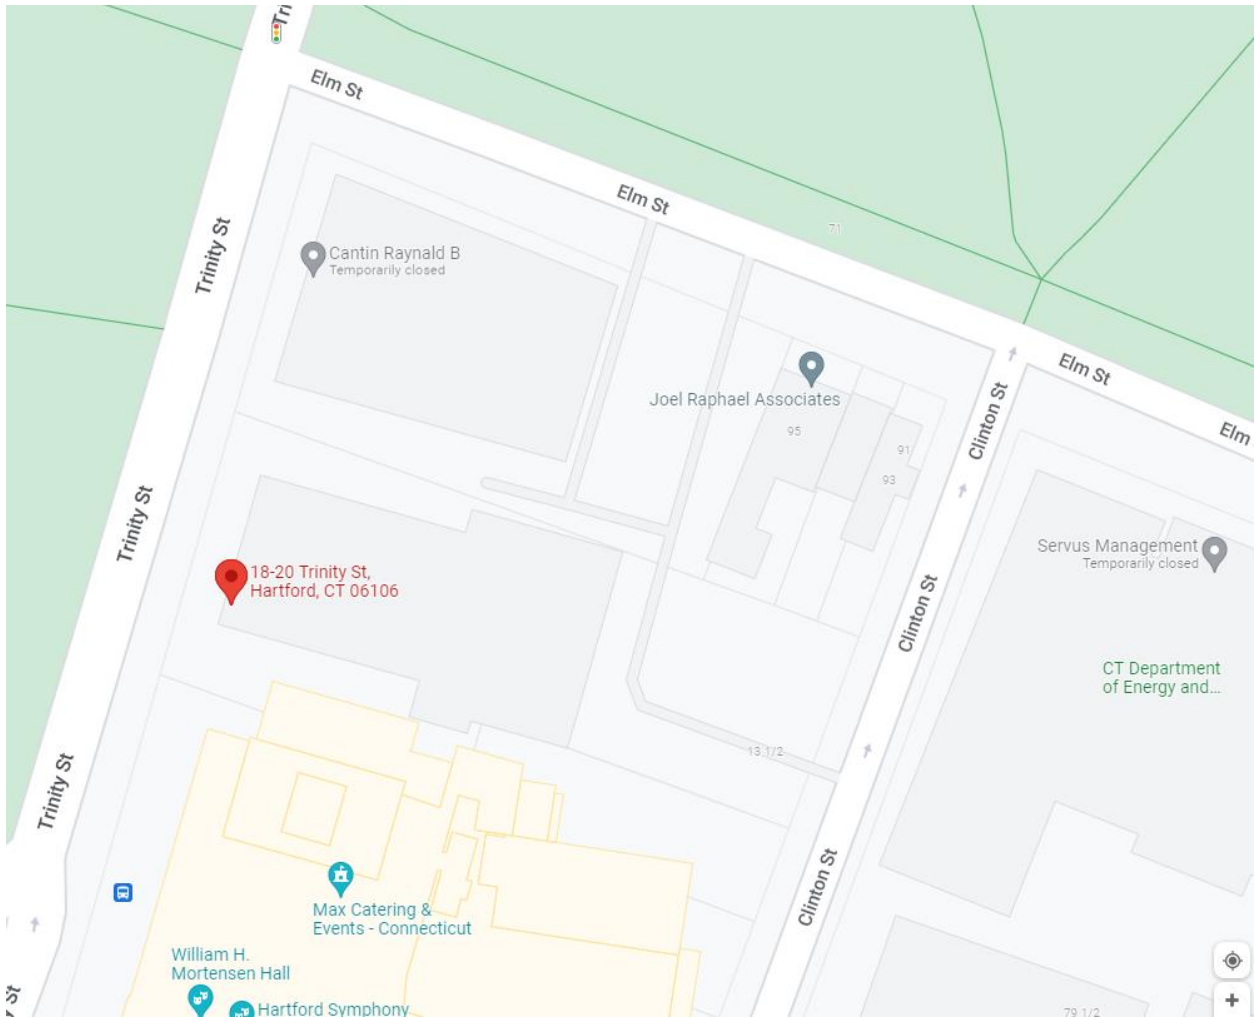 Tri
Elm St
Elm St
Trinity St
71
Cantin Raynald B
Temporarily closed
Elm St
Joel Raphael Associates
Clinton St
Elm
95
91
93
Trinity St
Servus Management
Temporarily closed
18-20 Trinity St,
Hartford, CT 06106
Clinton St
CT Department
of Energy and...
13 1/2
Trinity St
Clinton St
Max Catering &
Events - Connecticut
William H.
Mortensen Hall
y St
Hartford Symphony
79 1/2